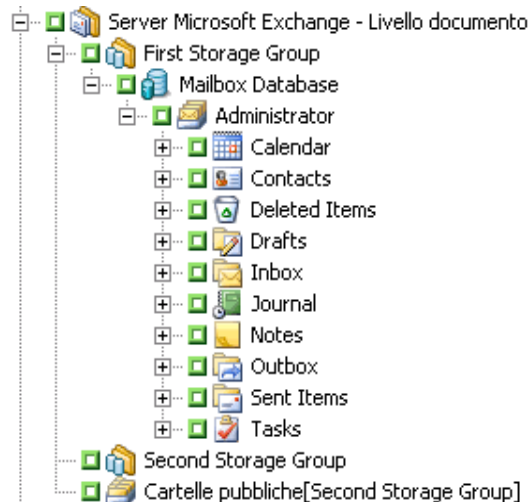 Server Microsoft Exchange - Livello documento
First Storage Group
Mailbox Database
Administrator
Calendar
Contacts
Deleted Items
Drafts
Inbox
Journal
Notes
Outbox
Sent Items
Tasks
Second Storage Group
Cartelle pubbliche[Second Storage Group]